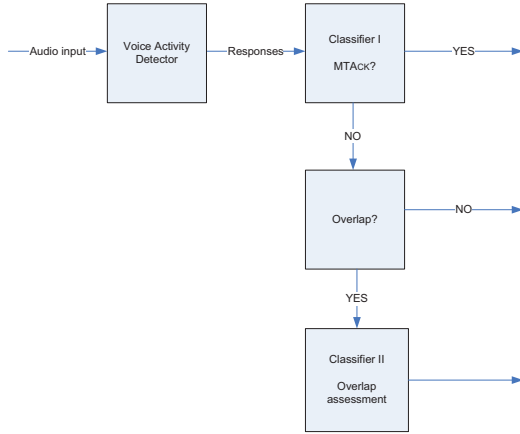 Audio input
Voice Activity
Detector
Responses
Classifier I
MTACK?
YES
NO
Overlap?
NO
YES
Classifier II
Overlap
assessment